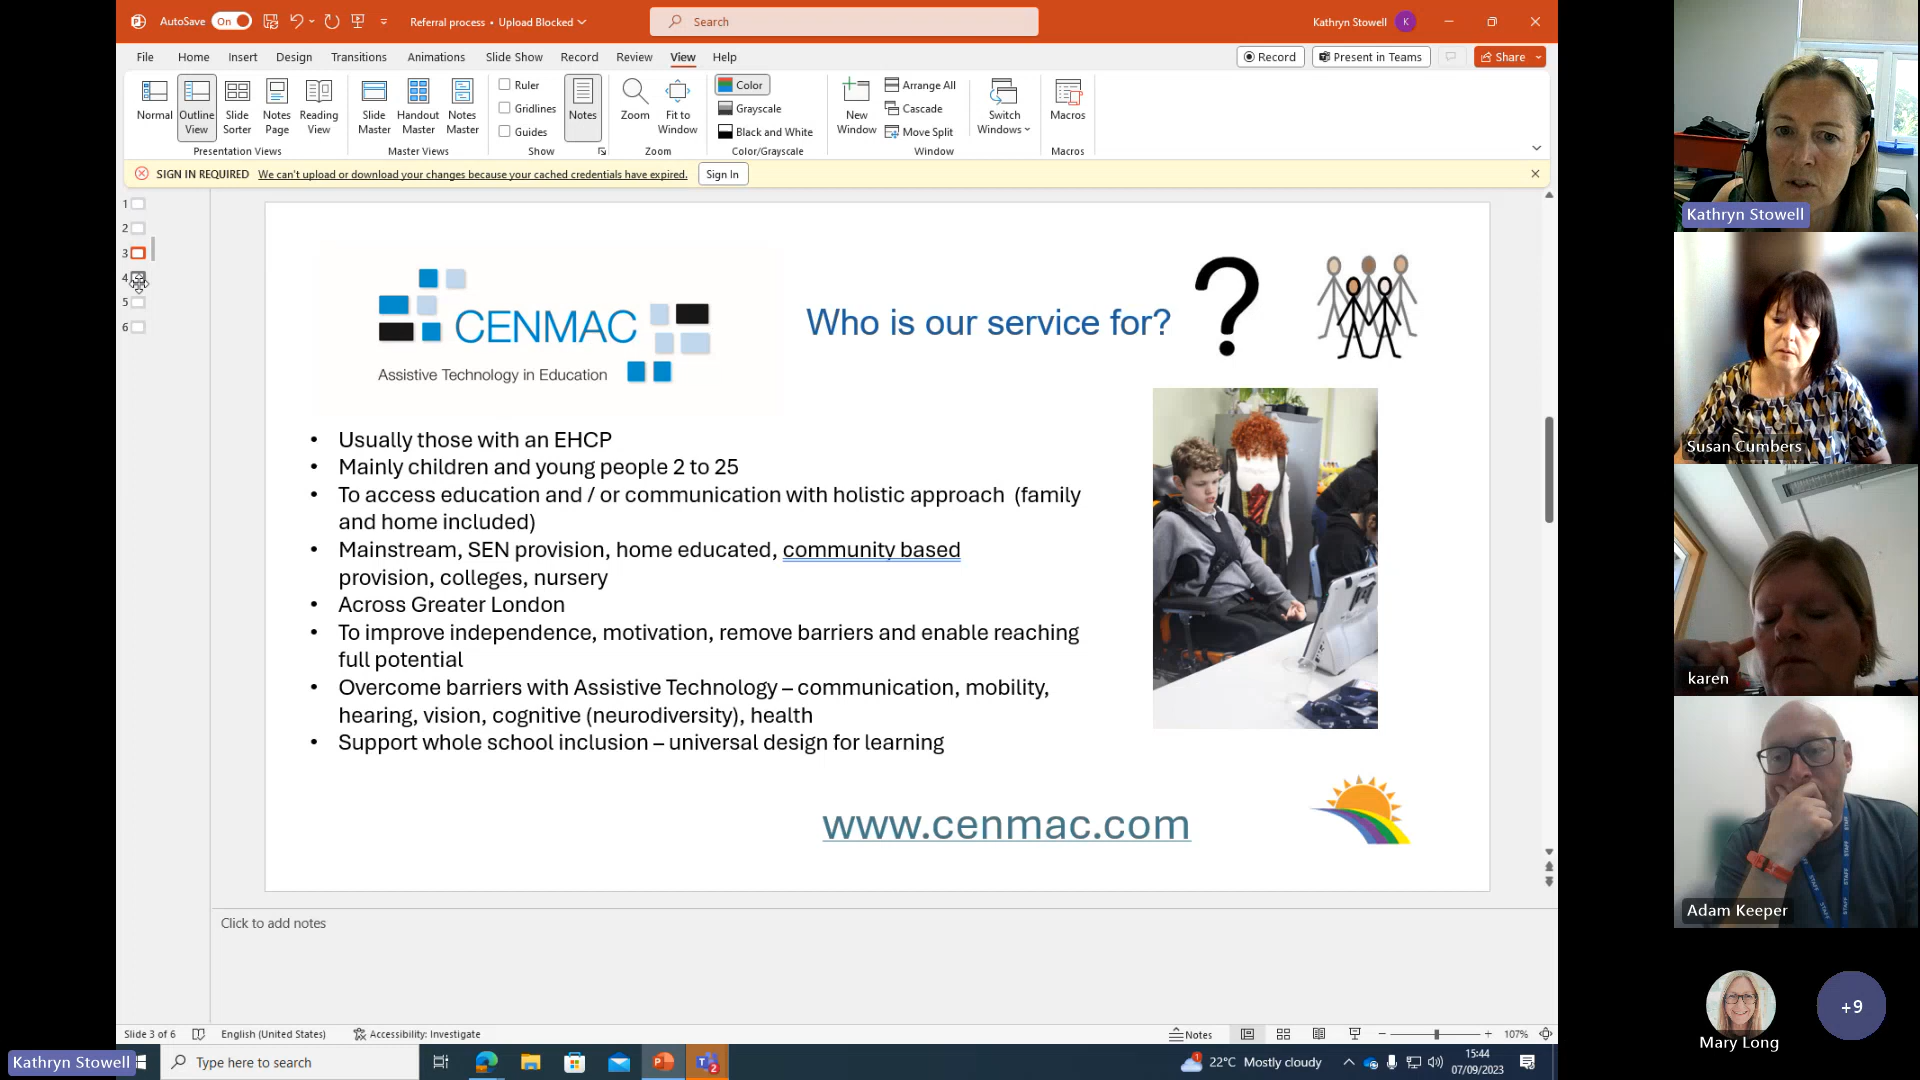 AutoSave On
Referral process • Upload Blocked
Search
Kathryn Stowell K
File Home Insert Design Transitions Animations Slide Show Record Review View Help
Record Present in Teams Share
Normal Outline View Slide Sorter Notes Page Reading View
Presentation Views
Slide Master Handout Master Notes Master
Master Views
Ruler
Gridlines
Guides
Show
Notes
Zoom Fit to Window
Zoom
Color
Grayscale
Black and White
Color/Grayscale
New Window
Arrange All
Cascade
Move Split
Switch Windows
Window
Macros
Macros
SIGN IN REQUIRED We can't upload or download your changes because your cached credentials have expired. Sign In
1
2
3
4
5
6
CENMAC
Assistive Technology in Education
Who is our service for?
?
• Usually those with an EHCP
• Mainly children and young people 2 to 25
• To access education and / or communication with holistic approach (family
and home included)
• Mainstream, SEN provision, home educated, community based
provision, colleges, nursery
• Across Greater London
• To improve independence, motivation, remove barriers and enable reaching
full potential
• Overcome barriers with Assistive Technology – communication, mobility,
hearing, vision, cognitive (neurodiversity), health
• Support whole school inclusion – universal design for learning
www.cenmac.com
Click to add notes
Slide 3 of 6 English (United States) Accessibility: Investigate
Notes 107%
Kathryn Stowell
Type here to search
22°C Mostly cloudy
15:44
07/09/2023
Kathryn Stowell
Susan Cumbers
karen
Adam Keeper
STAFF
STAFF
STAFF
Mary Long
+9